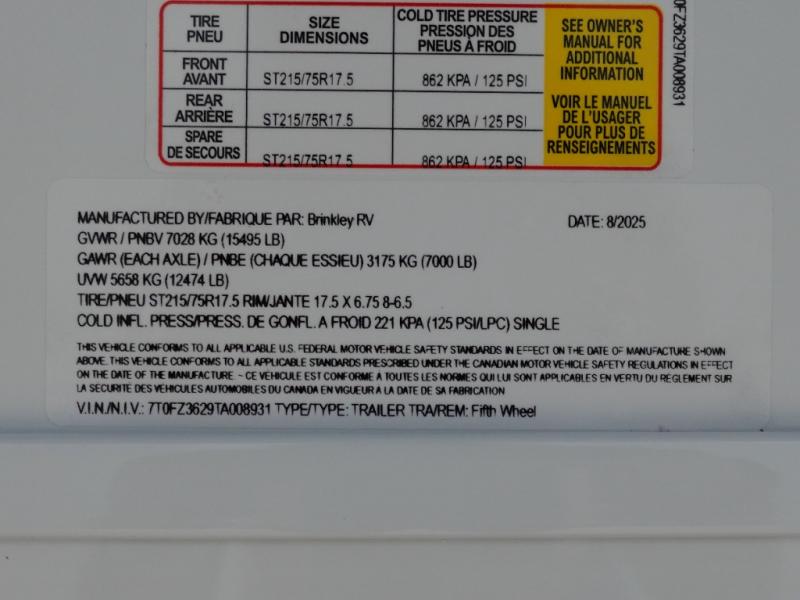 TIRE PNEU SIZE DIMENSIONS COLD TIRE PRESSURE PRESSION DES PNEUS À FROID
FRONT AVANT ST215/75R17.5 862 KPA / 125 PSI
REAR ARRIÈRE ST215/75R17.5 862 KPA / 125 PSI
SPARE DE SECOURS ST215/75R17.5 862 KPA / 125 PSI
SEE OWNER'S
MANUAL FOR
ADDITIONAL
INFORMATION
VOIR LE MANUEL
DE L'USAGER
POUR PLUS DE
RENSEIGNEMENTS
0FZ3629TA008931
MANUFACTURED BY/FABRIQUE PAR: Brinkley RV DATE: 8/2025
GVWR / PNBV 7028 KG (15495 LB)
GAWR (EACH AXLE) / PNBE (CHAQUE ESSIEU) 3175 KG (7000 LB)
UVW 5658 KG (12474 LB)
TIRE/PNEU ST215/75R17.5 RIM/JANTE 17.5 X 6.75 8-6.5
COLD INFL. PRESS/PRESS. DE GONFL. A FROID 221 KPA (125 PSI/LPC) SINGLE
THIS VEHICLE CONFORMS TO ALL APPLICABLE U.S. FEDERAL MOTOR VEHICLE SAFETY STANDARDS IN EFFECT ON THE DATE OF MANUFACTURE SHOWN
ABOVE. THIS VEHICLE CONFORMS TO ALL APPLICABLE STANDARDS PRESCRIBED UNDER THE CANADIAN MOTOR VEHICLE SAFETY REGULATIONS IN EFFECT
ON THE DATE OF THE MANUFACTURE. - CE VEHICULE EST CONFORME A TOUTES LES NORMES QUI LUI SONT APPLICABLES EN VERTU DU REGLEMENT SUR
LA SECURITE DES VEHICULES AUTOMOBILES DU CANADA EN VIGUEUR A LA DATE DE SA FABRICATION
V.I.N./N.I.V.: 7T0FZ3629TA008931 TYPE/TYPE: TRAILER TRA/REM: Fifth Wheel